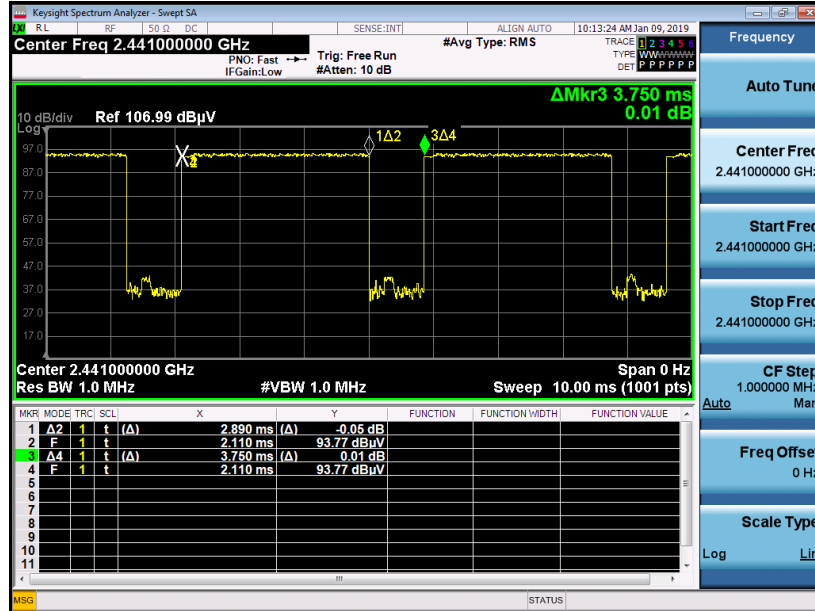 Keysight Spectrum Analyzer - Swept SA
LXI RL RF 50 Ω DC SENSE:INT ALIGN AUTO 10:13:24 AM Jan 09, 2019
Center Freq 2.441000000 GHz
PNO: Fast
IFGain:Low
Trig: Free Run
#Atten: 10 dB
#Avg Type: RMS
TRACE 1 2 3 4 5 6
TYPE WWWWWW
DET P P P P P P
ΔMkr3 3.750 ms
0.01 dB
10 dB/div Ref 106.99 dBµV
Log
97.0
87.0
77.0
67.0
57.0
47.0
37.0
27.0
17.0
1Δ2
3Δ4
Center 2.441000000 GHz Span 0 Hz
Res BW 1.0 MHz #VBW 1.0 MHz Sweep 10.00 ms (1001 pts)
MKR MODE TRC SCL X Y FUNCTION FUNCTION WIDTH FUNCTION VALUE
1 Δ2 1 t (Δ) 2.890 ms (Δ) -0.05 dB
2 F 1 t 2.110 ms 93.77 dBµV
3 Δ4 1 t (Δ) 3.750 ms (Δ) 0.01 dB
4 F 1 t 2.110 ms 93.77 dBµV
5
6
7
8
9
10
11
MSG STATUS
Frequency
Auto Tune
Center Freq
2.441000000 GHz
Start Freq
2.441000000 GHz
Stop Freq
2.441000000 GHz
CF Step
1.000000 MHz
Auto Man
Freq Offset
0 Hz
Scale Type
Log Lin